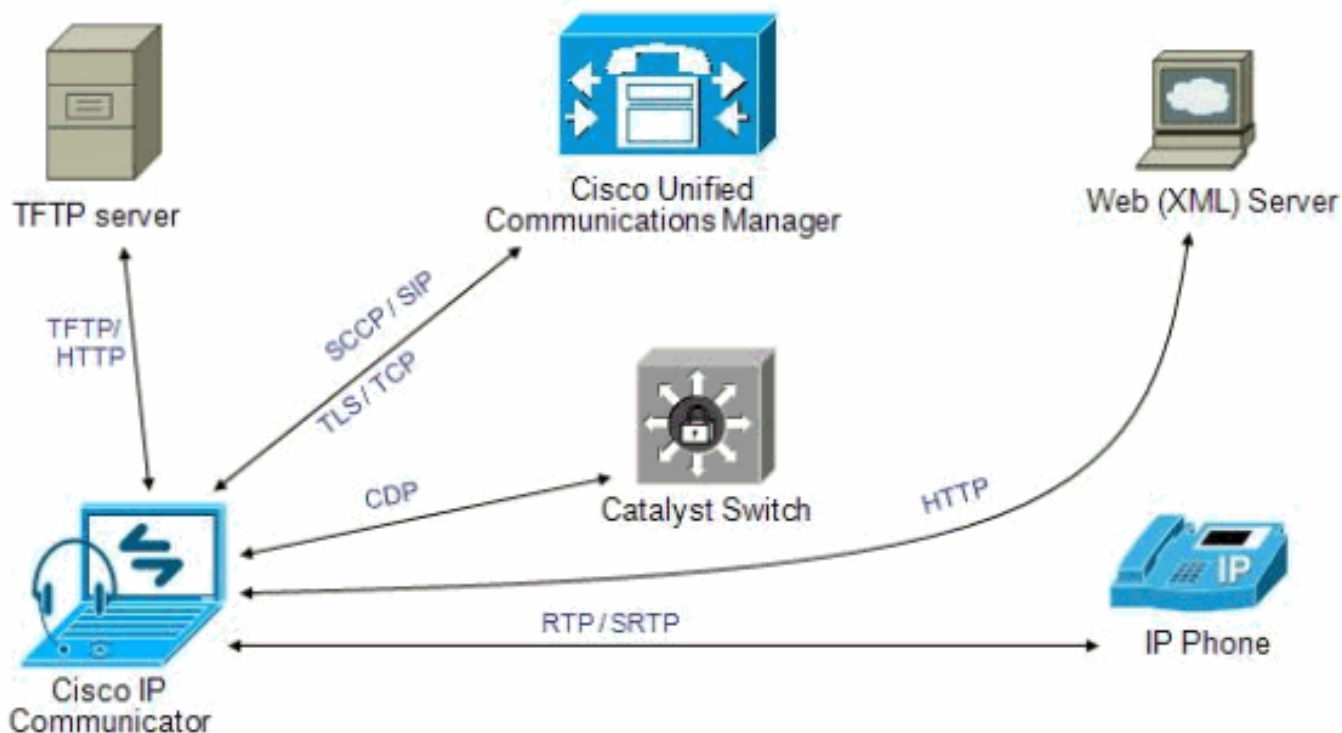 TFTP server
Cisco Unified
Communications Manager
Web (XML) Server
TFTP/
HTTP
SCCP / SIP
TLS / TCP
CDP
Catalyst Switch
HTTP
RTP / SRTP
IP
IP Phone
Cisco IP
Communicator